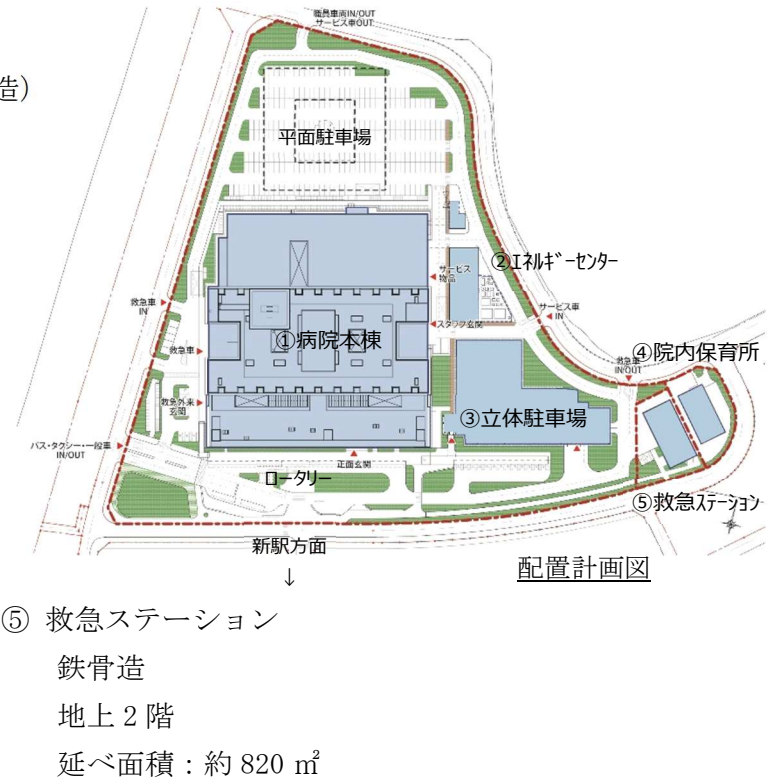 職員車両IN/OUT
サービス車OUT
造)
平面駐車場
②エネルギーセンター
サービス
物品
救急車
IN
サービス車
IN
スタッフ玄関
①病院本棟
救急車
④院内保育所
救急車
IN/OUT
救急外来
玄関
③立体駐車場
バス・タクシー・一般車
IN/OUT
正面玄関
ロータリー
⑤救急ステーション
新駅方面
↓
配置計画図
⑤ 救急ステーション
鉄骨造
地上2階
延べ面積：約820 ㎡